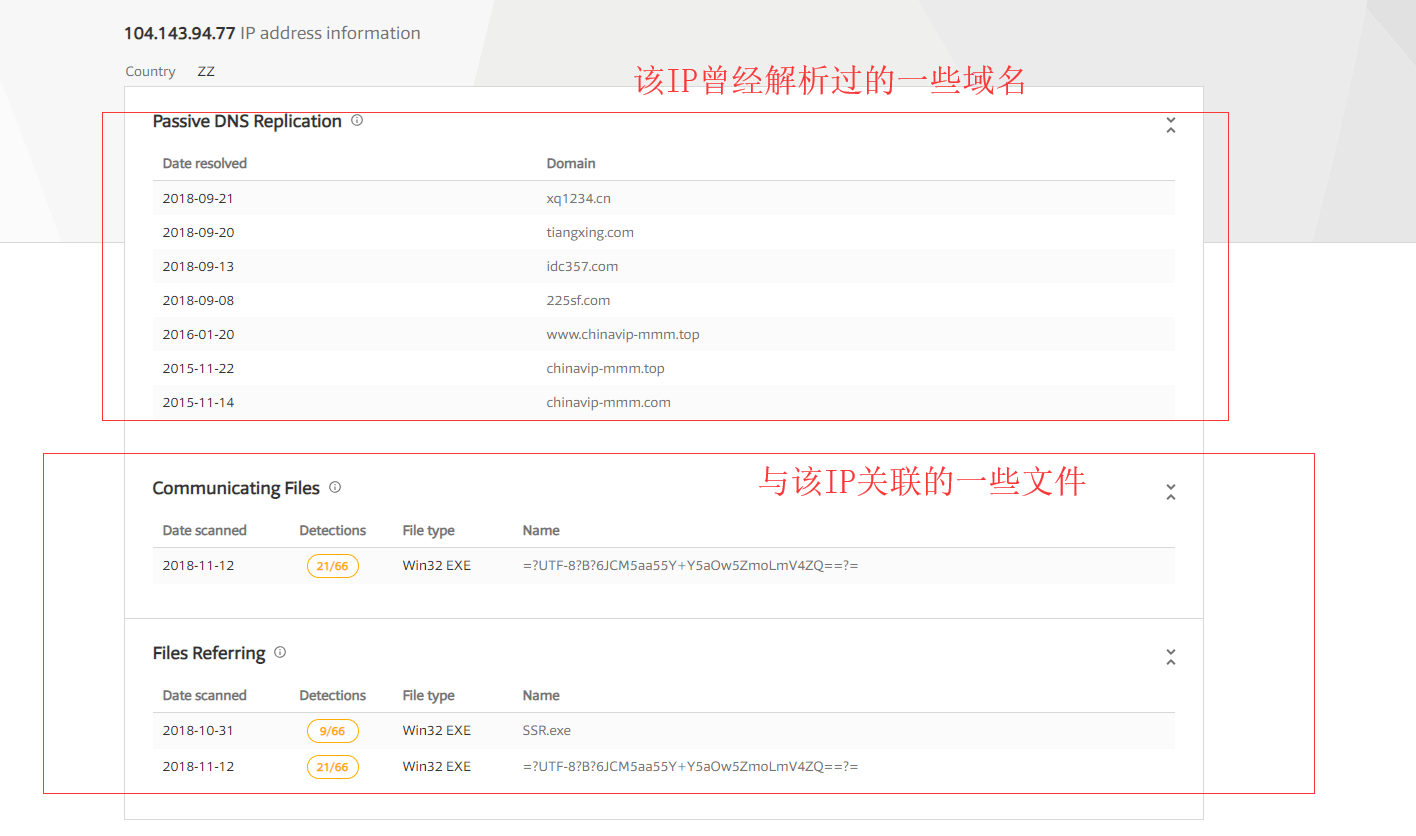 104.143.94.77 IP address information
Country ZZ
该IP曾经解析过的一些域名
Passive DNS Replication
Date resolved Domain
2018-09-21 xq1234.cn
2018-09-20 tiangxing.com
2018-09-13 idc357.com
2018-09-08 225sf.com
2016-01-20 www.chinavip-mmm.top
2015-11-22 chinavip-mmm.top
2015-11-14 chinavip-mmm.com
与该IP关联的一些文件
Communicating Files
Date scanned Detections File type Name
2018-11-12 21/66 Win32 EXE =?UTF-8?B?6JCM5aa55Y+Y5aOw5ZmoLmV4ZQ==?=
Files Referring
Date scanned Detections File type Name
2018-10-31 9/66 Win32 EXE SSR.exe
2018-11-12 21/66 Win32 EXE =?UTF-8?B?6JCM5aa55Y+Y5aOw5ZmoLmV4ZQ==?=